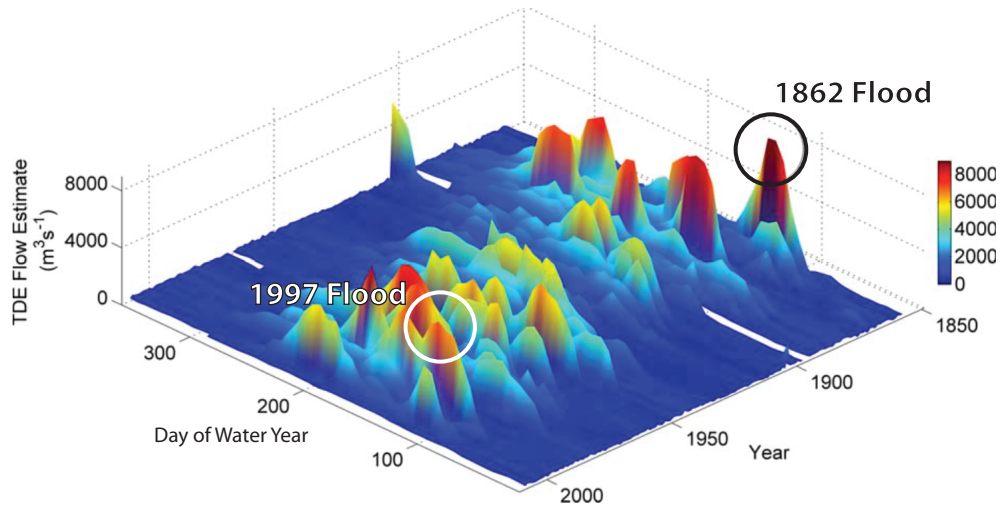 1862 Flood
8000
4000
0
TDE Flow Estimate
(m³s⁻¹)
8000
6000
4000
2000
0
1997 Flood
300
200
100
Day of Water Year
1850
1900
1950
2000
Year